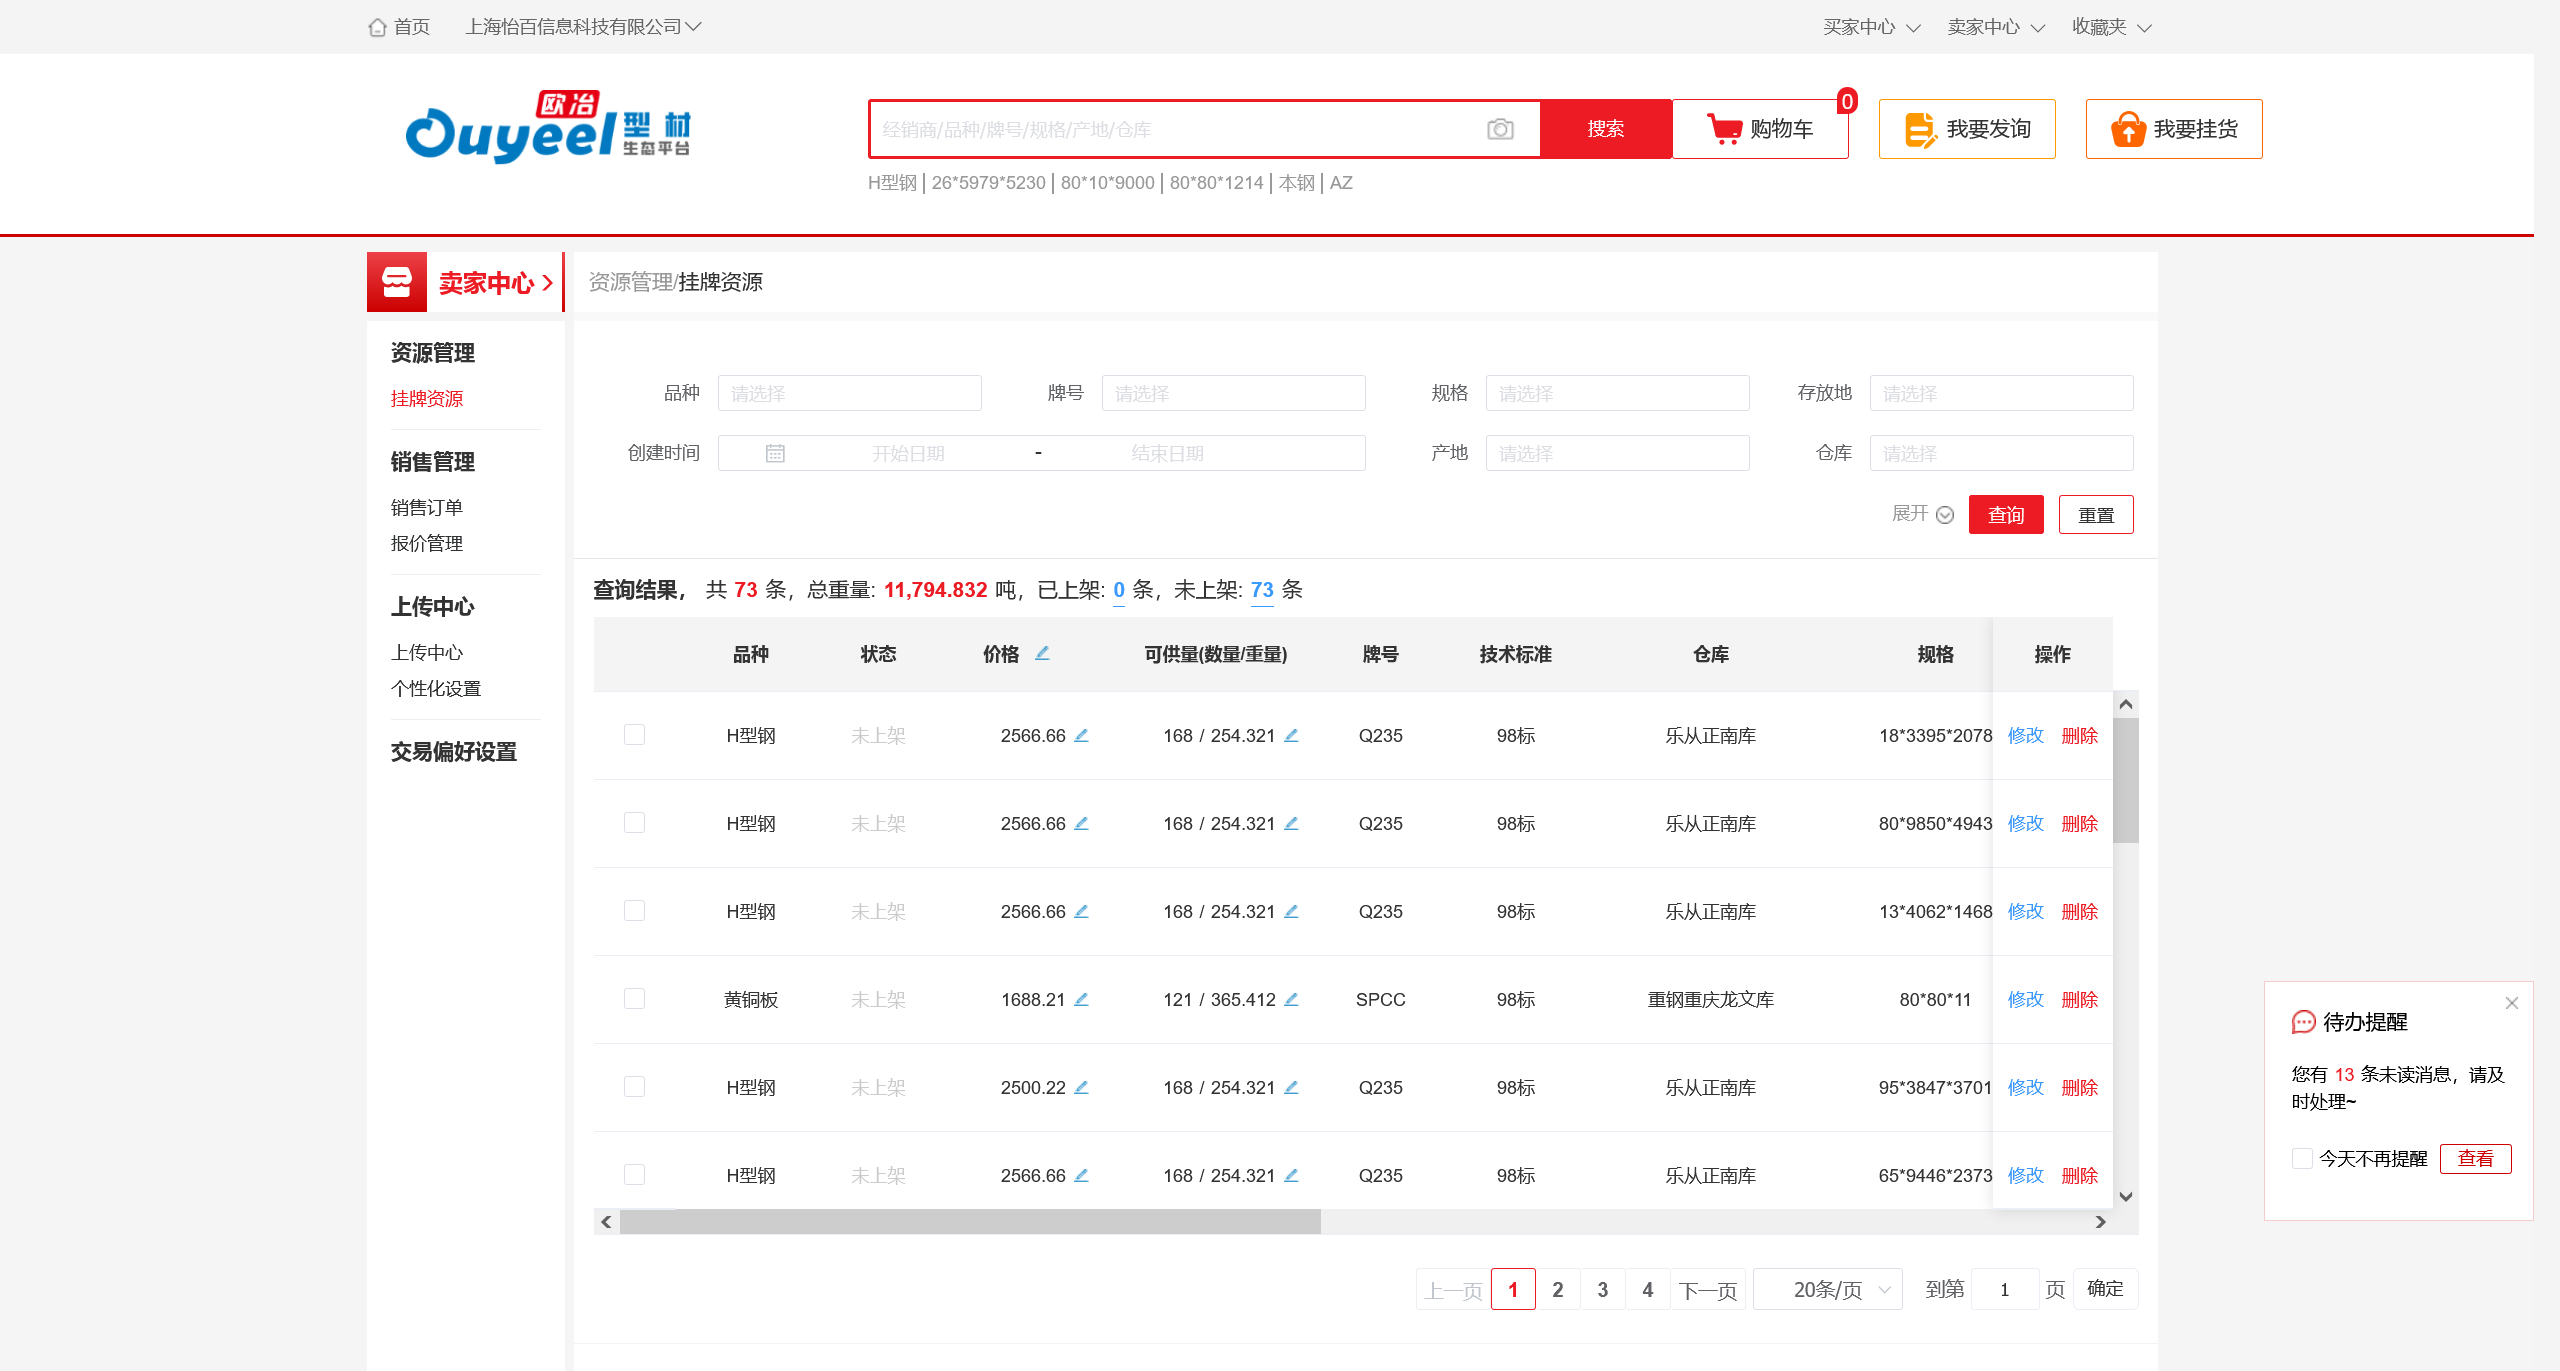 首页 上海怡百信息科技有限公司 买家中心 卖家中心 收藏夹
欧冶 Ouyeel 型材 生态平台
经销商/品种/牌号/规格/产地/仓库 搜索 购物车 0 我要发询 我要挂货
H型钢 | 26*5979*5230 | 80*10*9000 | 80*80*1214 | 本钢 | AZ
卖家中心 资源管理/挂牌资源
资源管理
挂牌资源
销售管理
销售订单
报价管理
上传中心
上传中心
个性化设置
交易偏好设置
品种 请选择 牌号 请选择 规格 请选择 存放地 请选择
创建时间 开始日期 - 结束日期 产地 请选择 仓库 请选择
展开 查询 重置
查询结果， 共 73 条，总重量: 11,794.832 吨，已上架: 0 条，未上架: 73 条
品种 状态 价格 可供量(数量/重量) 牌号 技术标准 仓库 规格 操作
H型钢 未上架 2566.66 168 / 254.321 Q235 98标 乐从正南库 18*3395*2078 修改 删除
H型钢 未上架 2566.66 168 / 254.321 Q235 98标 乐从正南库 80*9850*4943 修改 删除
H型钢 未上架 2566.66 168 / 254.321 Q235 98标 乐从正南库 13*4062*1468 修改 删除
黄铜板 未上架 1688.21 121 / 365.412 SPCC 98标 重钢重庆龙文库 80*80*11 修改 删除
H型钢 未上架 2500.22 168 / 254.321 Q235 98标 乐从正南库 95*3847*3701 修改 删除
H型钢 未上架 2566.66 168 / 254.321 Q235 98标 乐从正南库 65*9446*2373 修改 删除
上一页 1 2 3 4 下一页 20条/页 到第 1 页 确定
待办提醒
您有 13 条未读消息，请及
时处理~
今天不再提醒 查看